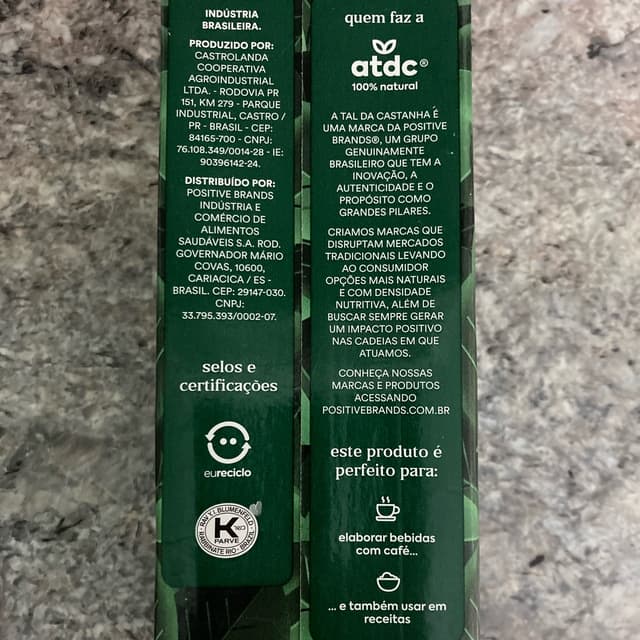 INDÚSTRIA
BRASILEIRA.
PRODUZIDO POR:
CASTROLANDA
COOPERATIVA
AGROINDUSTRIAL
LTDA. - RODOVIA PR
151, KM 279 - PARQUE
INDUSTRIAL, CASTRO /
PR - BRASIL - CEP:
84165-700 - CNPJ:
76.108.349/0014-28 - IE:
90396142-24.
DISTRIBUÍDO POR:
POSITIVE BRANDS
INDÚSTRIA E
COMÉRCIO DE
ALIMENTOS
SAUDÁVEIS S.A. ROD.
GOVERNADOR MÁRIO
COVAS, 10600,
CARIACICA / ES -
BRASIL. CEP: 29147-030.
CNPJ:
33.795.393/0002-07.
selos e
certificações
eureciclo
RAV Y.I. BLUMENFELD
K
PARVE
RABBINATE RIO - BRAZIL
quem faz a
atdc®
100% natural
A TAL DA CASTANHA É
UMA MARCA DA POSITIVE
BRANDS®, UM GRUPO
GENUINAMENTE
BRASILEIRO QUE TEM A
INOVAÇÃO, A
AUTENTICIDADE E O
PROPÓSITO COMO
GRANDES PILARES.
CRIAMOS MARCAS QUE
DISRUPTAM MERCADOS
TRADICIONAIS LEVANDO
AO CONSUMIDOR
OPÇÕES MAIS NATURAIS
E COM DENSIDADE
NUTRITIVA, ALÉM DE
BUSCAR SEMPRE GERAR
UM IMPACTO POSITIVO
NAS CADEIAS EM QUE
ATUAMOS.
CONHEÇA NOSSAS
MARCAS E PRODUTOS
ACESSANDO
POSITIVEBRANDS.COM.BR
este produto é
perfeito para:
elaborar bebidas
com café...
... e também usar em
receitas